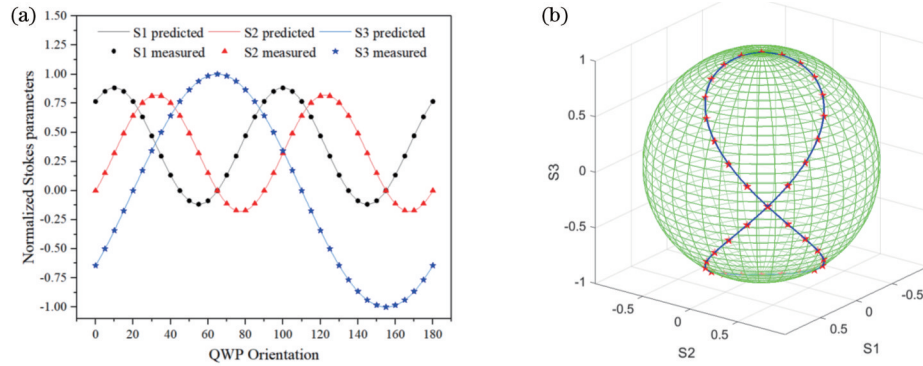 (a)
1.50
1.25
1.00
0.75
0.50
0.25
0.00
-0.25
-0.50
-0.75
-1.00
Normalized Stokes parameters
S1 predicted S2 predicted S3 predicted
S1 measured S2 measured S3 measured
0 20 40 60 80 100 120 140 160 180
QWP Orientation
(b)
1
0.5
0
-0.5
-1
S3
-0.5
0
0.5
S2
-0.5
0
0.5
S1